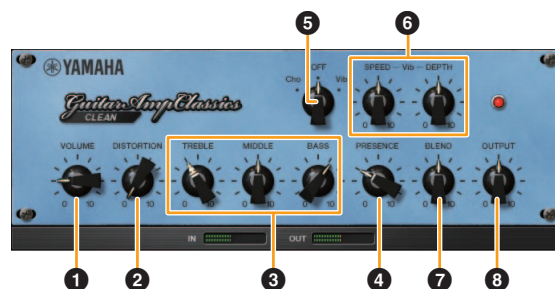 5
6
YAMAHA
OFF
Cho
Vib
SPEED
Vib
DEPTH
0 10
0 10
Guitar Amp Classics
CLEAN
VOLUME
DISTORTION
TREBLE
MIDDLE
BASS
PRESENCE
BLEND
OUTPUT
0 10
0 10
0 10
0 10
0 10
0 10
0 10
0 10
IN
OUT
1
2
3
4
7
8